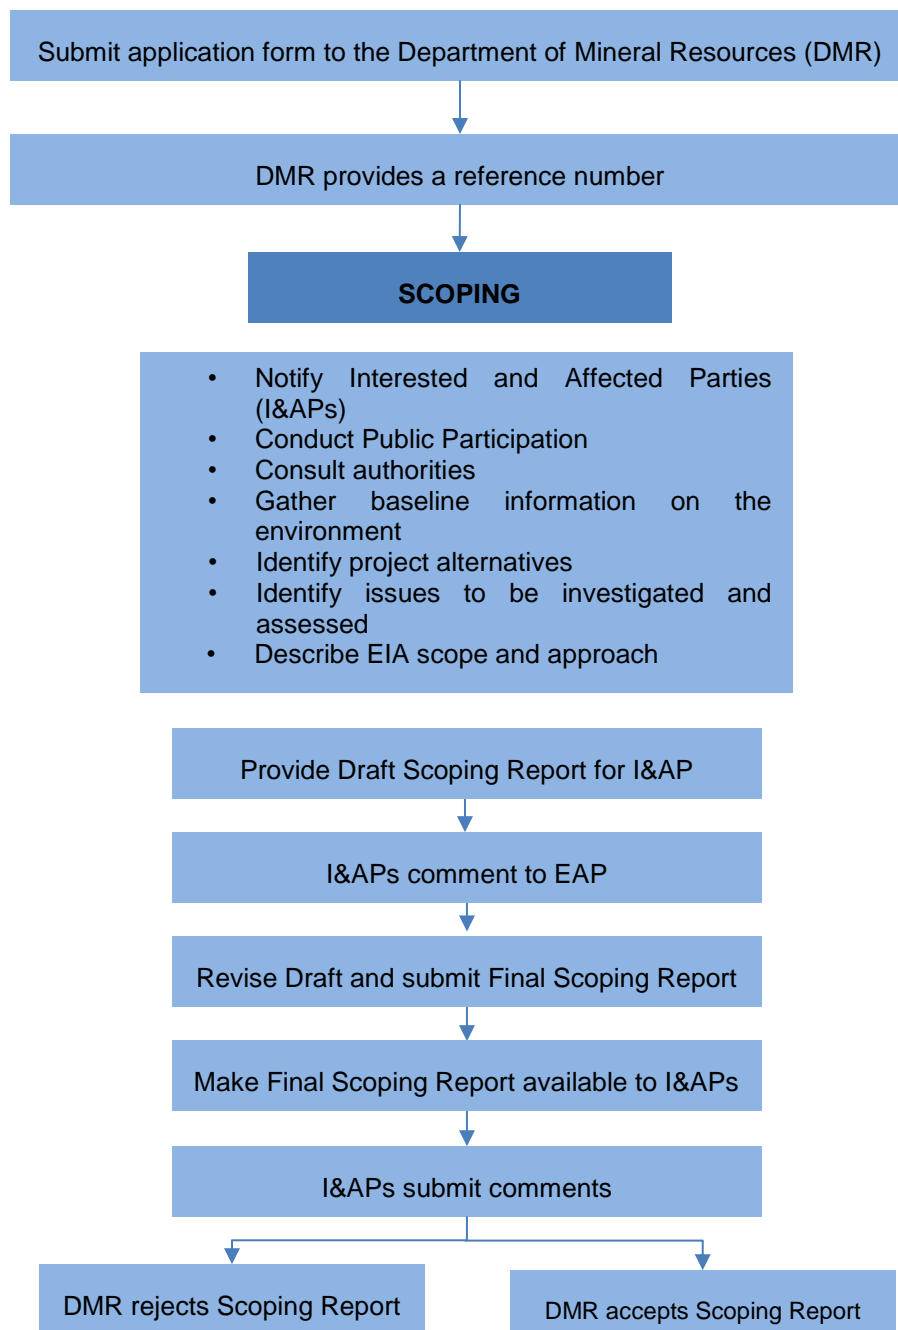 Submit application form to the Department of Mineral Resources (DMR)
DMR provides a reference number
SCOPING
• Notify Interested and Affected Parties
(I&APs)
• Conduct Public Participation
• Consult authorities
• Gather baseline information on the
environment
• Identify project alternatives
• Identify issues to be investigated and
assessed
• Describe EIA scope and approach
Provide Draft Scoping Report for I&AP
I&APs comment to EAP
Revise Draft and submit Final Scoping Report
Make Final Scoping Report available to I&APs
I&APs submit comments
DMR rejects Scoping Report
DMR accepts Scoping Report